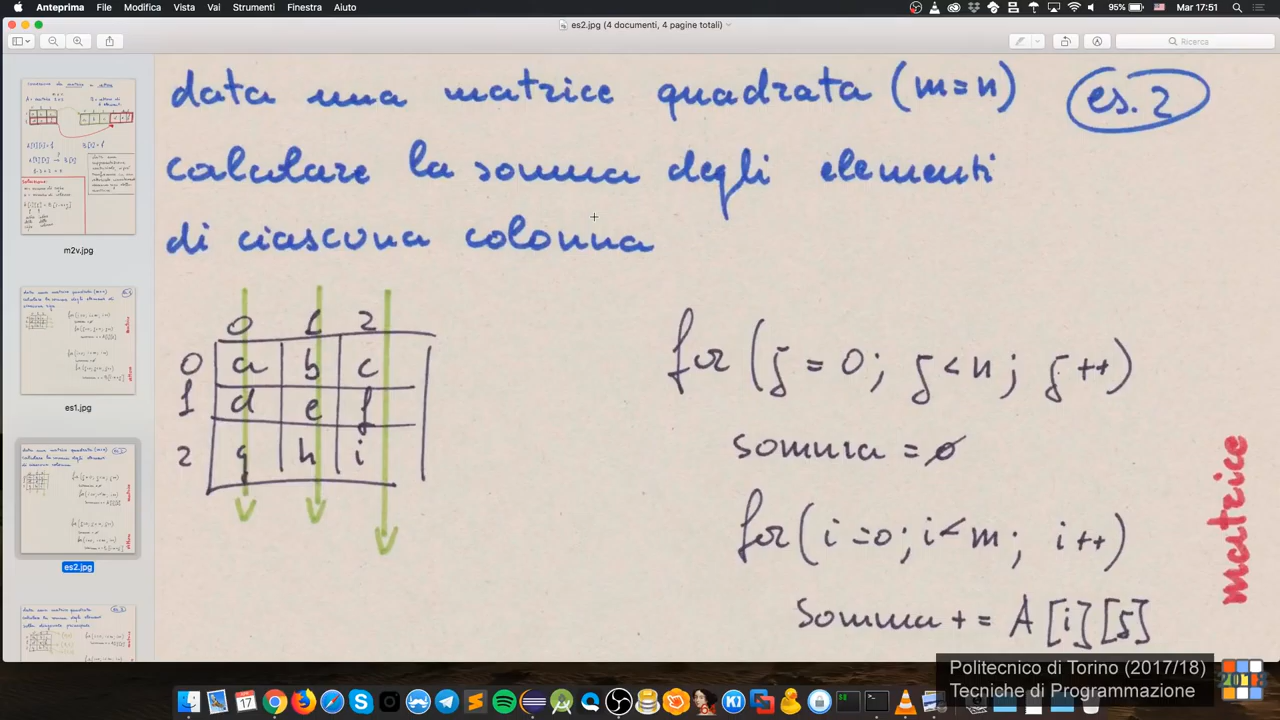 Anteprima File Modifica Vista Vai Strumenti Finestra Aiuto
95% Mar 17:51
es2.jpg (4 documenti, 4 pagine totali)
Ricerca
m2v.jpg
es1.jpg
es2.jpg
data una matrice quadrata (m=n) es.2
calcolare la somma degli elementi
di ciascuna colonna
0 1 2
0 a b c
1 d e f
2 g h i
for (j = 0; j < n; j ++)
somma = 0
for (i = 0; i < m; i ++)
somma + = A [i] [j]
matrice
Politecnico di Torino (2017/18)
Tecniche di Programmazione
2018